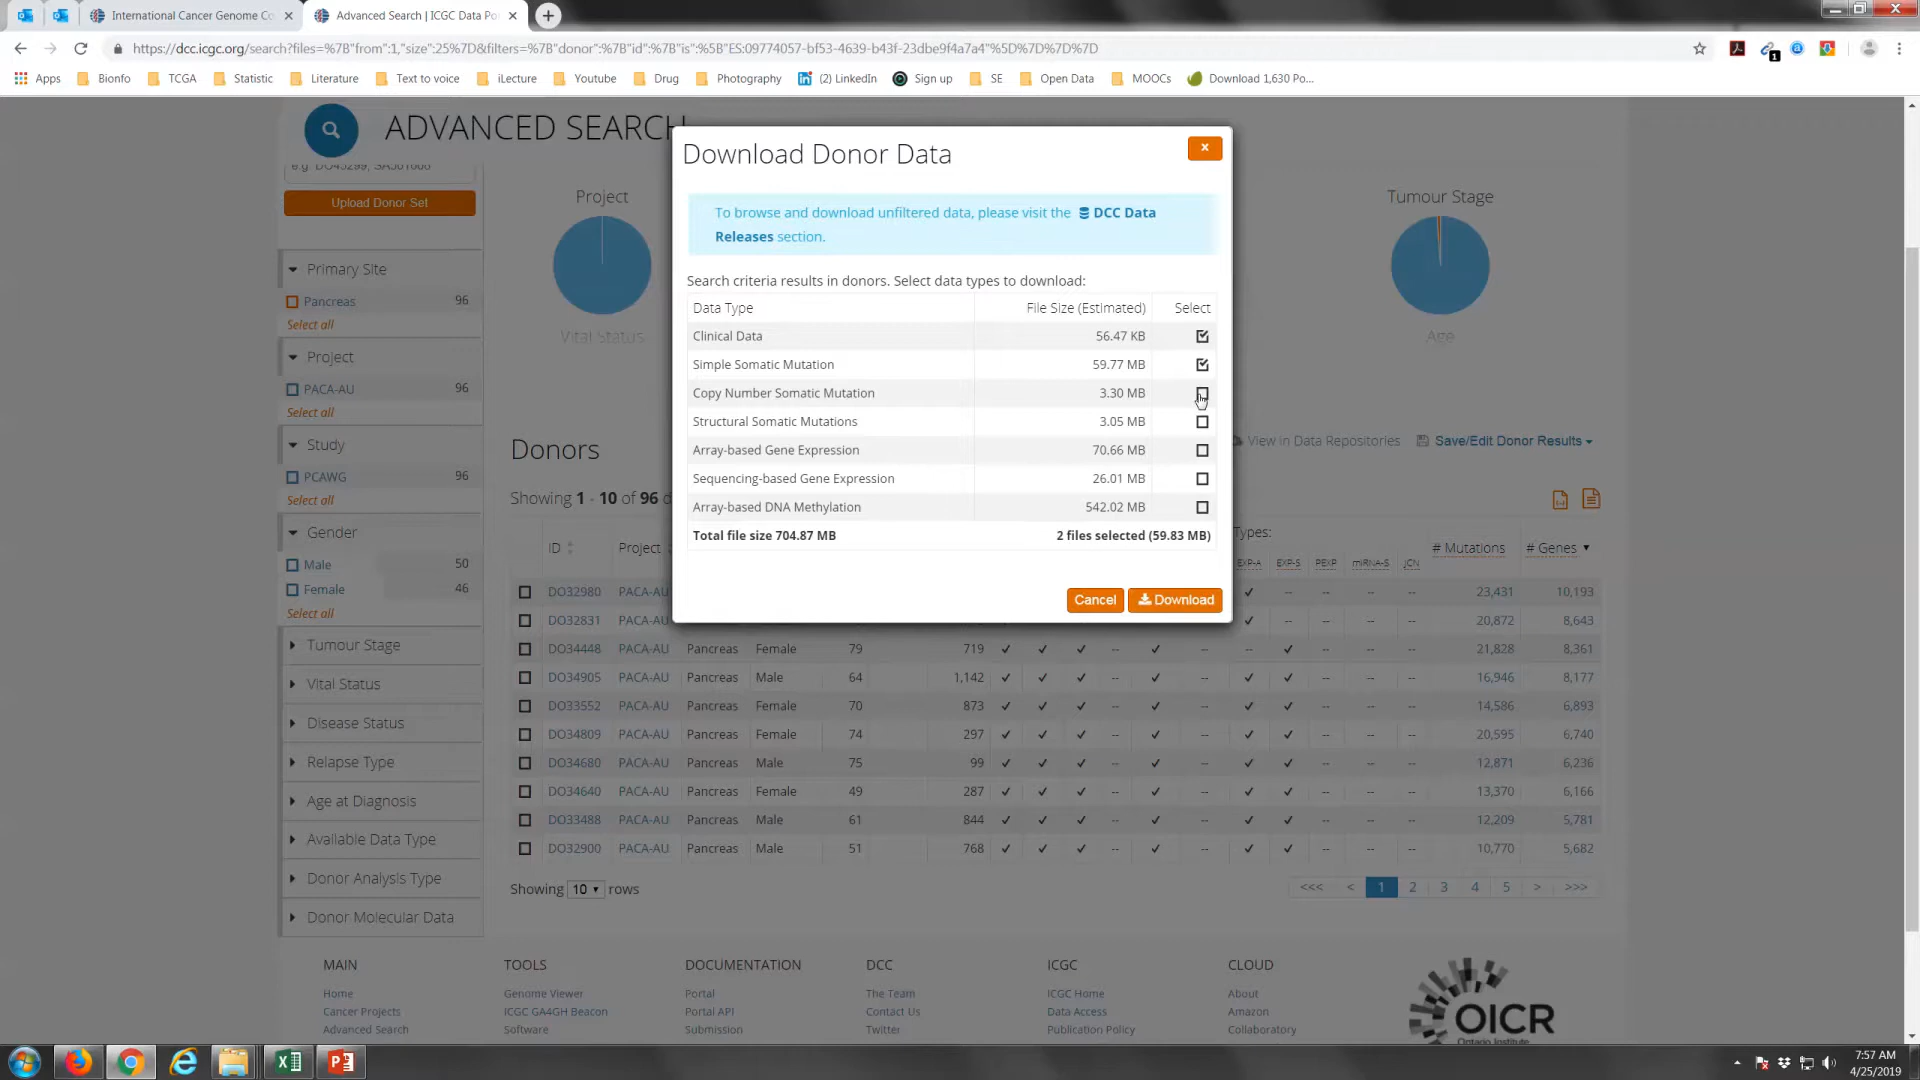 International Cancer Genome Co
Advanced Search | ICGC Data Po
https://dcc.icgc.org/search?files=%7B"from":1,"size":25%7D&filters=%7B"donor":%7B"id":%7B"is":%5B"ES:09774057-bf53-4639-b43f-23dbe9f4a7a4"%5D%7D%7D%7D
Apps Bionfo TCGA Statistic Literature Text to voice iLecture Youtube Drug Photography (2) LinkedIn Sign up SE Open Data MOOCs Download 1,630 Po...
ADVANCED SEARCH
Upload Donor Set
Primary Site
Pancreas 96
Select all
Project
PACA-AU 96
Select all
Study
PCAWG 96
Select all
Gender
Male 50
Female 46
Select all
Tumour Stage
Vital Status
Disease Status
Relapse Type
Age at Diagnosis
Available Data Type
Donor Analysis Type
Donor Molecular Data
Project
Tumour Stage
Vital Status
Age
Download Donor Data
x
To browse and download unfiltered data, please visit the DCC Data
Releases section.
Search criteria results in donors. Select data types to download:
Data Type File Size (Estimated) Select
Clinical Data 56.47 KB
Simple Somatic Mutation 59.77 MB
Copy Number Somatic Mutation 3.30 MB
Structural Somatic Mutations 3.05 MB
Array-based Gene Expression 70.66 MB
Sequencing-based Gene Expression 26.01 MB
Array-based DNA Methylation 542.02 MB
Total file size 704.87 MB 2 files selected (59.83 MB)
Cancel Download
Donors
View in Data Repositories Save/Edit Donor Results
Showing 1 - 10 of 96 d
Types:
ID Project # Mutations # Genes
EXP-A EXP-S PEXP miRNA-S JCN
DO32980 PACA-AU ✓ -- -- -- -- 23,431 10,193
DO32831 PACA-AU ✓ -- -- -- -- 20,872 8,643
DO34448 PACA-AU Pancreas Female 79 719 ✓ ✓ ✓ -- ✓ -- -- ✓ -- -- -- 21,828 8,361
DO34905 PACA-AU Pancreas Male 64 1,142 ✓ ✓ ✓ -- ✓ -- ✓ ✓ -- -- -- 16,946 8,177
DO33552 PACA-AU Pancreas Female 70 873 ✓ ✓ ✓ -- ✓ -- ✓ ✓ -- -- -- 14,586 6,893
DO34809 PACA-AU Pancreas Female 74 297 ✓ ✓ ✓ -- ✓ -- ✓ ✓ -- -- -- 20,595 6,740
DO34680 PACA-AU Pancreas Male 75 99 ✓ ✓ ✓ -- ✓ -- ✓ ✓ -- -- -- 12,871 6,236
DO34640 PACA-AU Pancreas Female 49 287 ✓ ✓ ✓ -- ✓ -- ✓ ✓ -- -- -- 13,370 6,166
DO33488 PACA-AU Pancreas Male 61 844 ✓ ✓ ✓ -- ✓ -- ✓ ✓ -- -- -- 12,209 5,781
DO32900 PACA-AU Pancreas Male 51 768 ✓ ✓ ✓ -- ✓ -- ✓ ✓ -- -- -- 10,770 5,682
Showing 10 rows
<<< < 1 2 3 4 5 > >>>
MAIN TOOLS DOCUMENTATION DCC ICGC CLOUD
Home Genome Viewer Portal The Team ICGC Home About
Cancer Projects ICGC GA4GH Beacon Portal API Contact Us Data Access Amazon
Advanced Search Software Submission Twitter Publication Policy Collaboratory
OICR
Ontario Institute
7:57 AM
4/25/2019